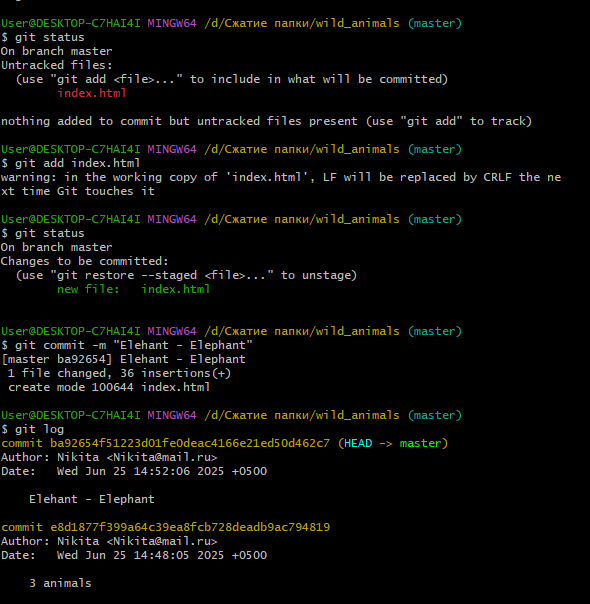 User@DESKTOP-C7HAI4I MINGW64 /d/Сжатие папки/wild_animals (master)
$ git status
On branch master
Untracked files:
  (use "git add <file>..." to include in what will be committed)
        index.html

nothing added to commit but untracked files present (use "git add" to track)

User@DESKTOP-C7HAI4I MINGW64 /d/Сжатие папки/wild_animals (master)
$ git add index.html
warning: in the working copy of 'index.html', LF will be replaced by CRLF the ne
xt time Git touches it

User@DESKTOP-C7HAI4I MINGW64 /d/Сжатие папки/wild_animals (master)
$ git status
On branch master
Changes to be committed:
  (use "git restore --staged <file>..." to unstage)
        new file:   index.html


User@DESKTOP-C7HAI4I MINGW64 /d/Сжатие папки/wild_animals (master)
$ git commit -m "Elehant - Elephant"
[master ba92654] Elehant - Elephant
 1 file changed, 36 insertions(+)
 create mode 100644 index.html

User@DESKTOP-C7HAI4I MINGW64 /d/Сжатие папки/wild_animals (master)
$ git log
commit ba92654f51223d01fe0deac4166e21ed50d462c7 (HEAD -> master)
Author: Nikita <Nikita@mail.ru>
Date:   Wed Jun 25 14:52:06 2025 +0500

    Elehant - Elephant

commit e8d1877f399a64c39ea8fcb728deadb9ac794819
Author: Nikita <Nikita@mail.ru>
Date:   Wed Jun 25 14:48:05 2025 +0500

    3 animals